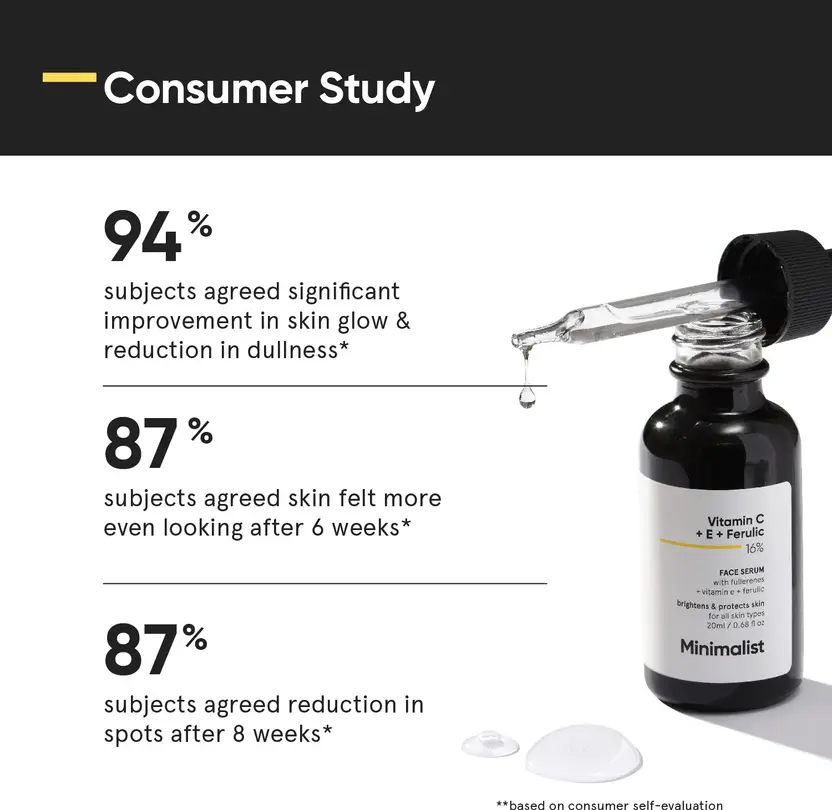 Consumer Study
94%
subjects agreed significant
improvement in skin glow &
reduction in dullness*
87%
subjects agreed skin felt more
even looking after 6 weeks*
87%
subjects agreed reduction in
spots after 8 weeks*
Vitamin C
+ E + Ferulic
16%
FACE SERUM
with fullerenes
+ vitamin e + ferulic
brightens & protects skin
for all skin types
20ml / 0.68 fl oz
Minimalist
**based on consumer self-evaluation